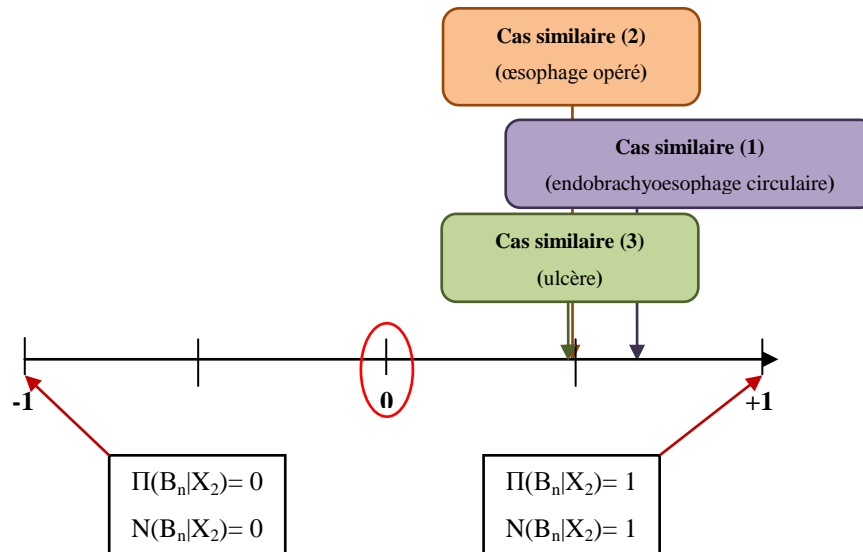 Cas similaire (2)
(œsophage opéré)
Cas similaire (1)
(endobrachyoesophage circulaire)
Cas similaire (3)
(ulcère)
-1
0
+1
Π(Bₙ|X₂)= 0
N(Bₙ|X₂)= 0
Π(Bₙ|X₂)= 1
N(Bₙ|X₂)= 1